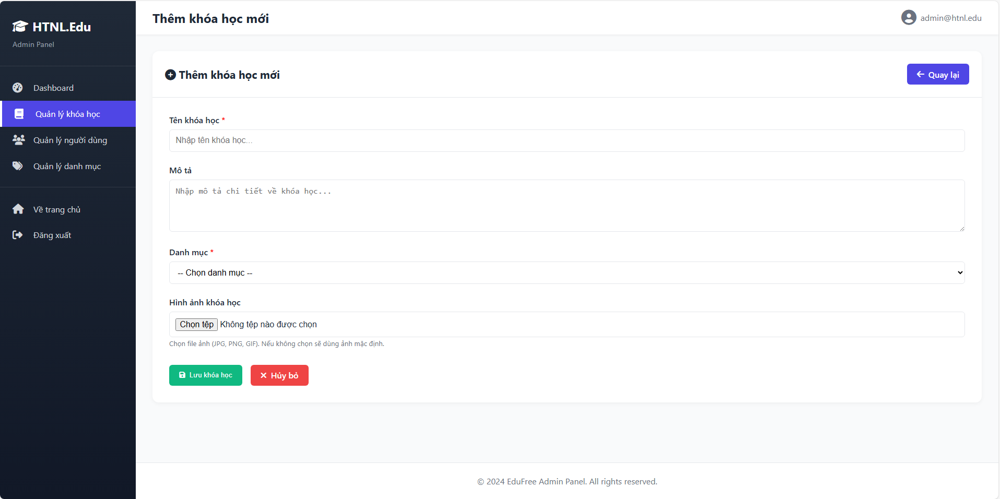 HTNL.Edu
Admin Panel
Dashboard
Quản lý khóa học
Quản lý người dùng
Quản lý danh mục
Về trang chủ
Đăng xuất
Thêm khóa học mới
admin@htnl.edu
Thêm khóa học mới
Quay lại
Tên khóa học *
Nhập tên khóa học...
Mô tả
Nhập mô tả chi tiết về khóa học...
Danh mục *
-- Chọn danh mục --
Hình ảnh khóa học
Chọn tệp Không tệp nào được chọn
Chọn file ảnh (JPG, PNG, GIF). Nếu không chọn sẽ dùng ảnh mặc định.
Lưu khóa học
Hủy bỏ
© 2024 EduFree Admin Panel. All rights reserved.